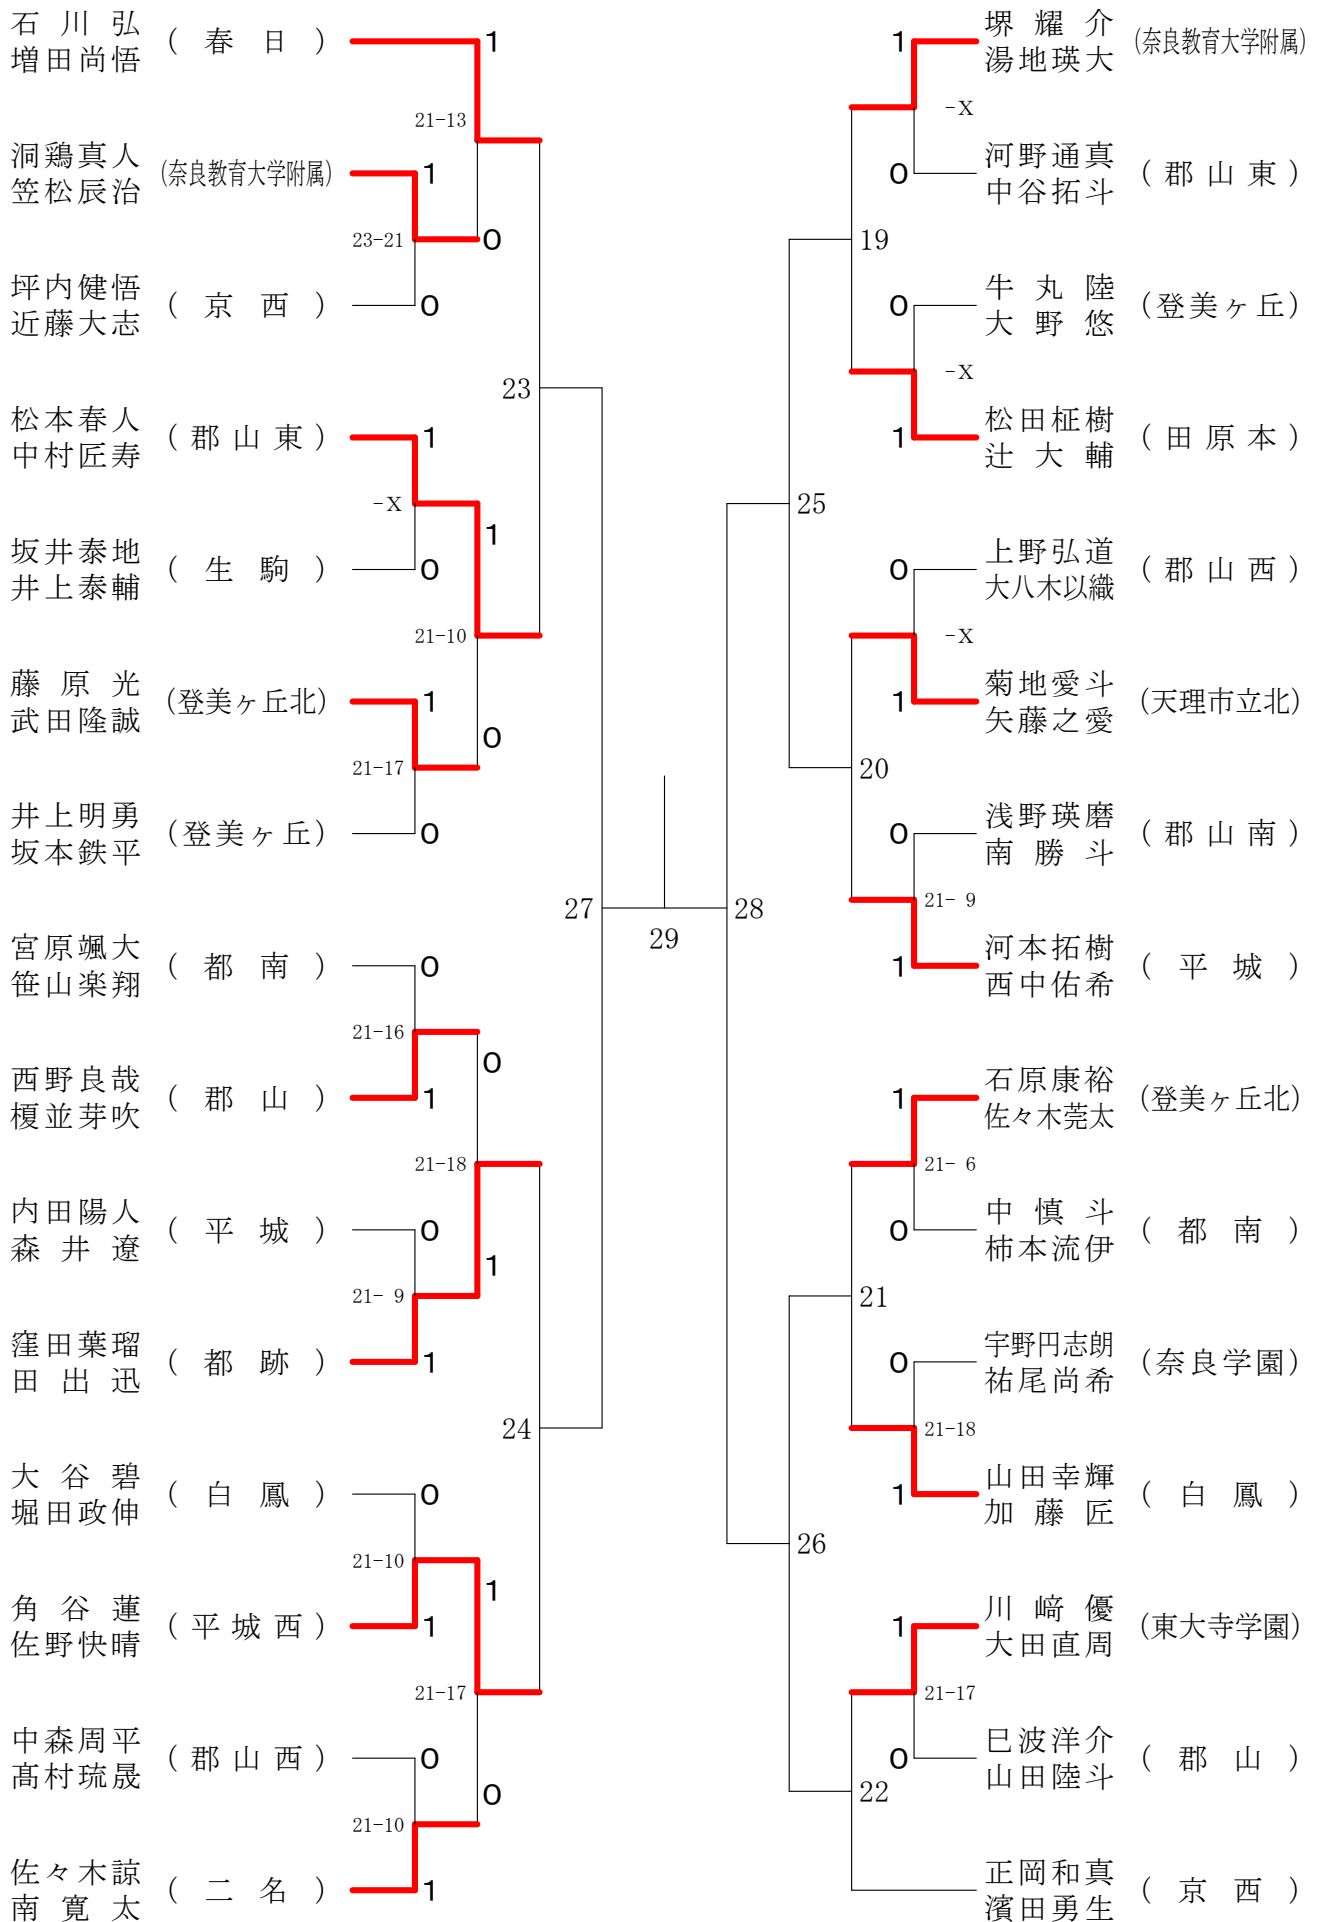 石川弘
増田尚悟
(春日)
1
21-13
洞鶏真人
笠松辰治
(奈良教育大学附属)
1
23-21
0
坪内健悟
近藤大志
(京西)
0
23
松本春人
中村匠寿
(郡山東)
1
-X
1
坂井泰地
井上泰輔
(生駒)
0
21-10
藤原光
武田隆誠
(登美ヶ丘北)
1
0
21-17
井上明勇
坂本鉄平
(登美ヶ丘)
0
27
宮原颯大
笹山楽翔
(都南)
0
21-16
0
西野良哉
榎並芽吹
(郡山)
1
21-18
内田陽人
森井遼
(平城)
0
1
21- 9
窪田葉瑠
田出迅
(都跡)
1
24
大谷碧
堀田政伸
(白鳳)
0
21-10
1
角谷蓮
佐野快晴
(平城西)
1
21-17
中森周平
髙村琉晟
(郡山西)
0
0
21-10
佐々木諒
南寛太
(二名)
1
29
28
1
堺耀介
湯地瑛大
(奈良教育大学附属)
-X
0
河野通真
中谷拓斗
(郡山東)
19
0
牛丸陸
大野悠
(登美ヶ丘)
-X
1
松田柾樹
辻大輔
(田原本)
25
0
上野弘道
大八木以織
(郡山西)
-X
1
菊地愛斗
矢藤之愛
(天理市立北)
20
0
浅野瑛磨
南勝斗
(郡山南)
21- 9
1
河本拓樹
西中佑希
(平城)
1
石原康裕
佐々木莞太
(登美ヶ丘北)
21- 6
0
中慎斗
柿本流伊
(都南)
21
0
宇野円志朗
祐尾尚希
(奈良学園)
21-18
1
山田幸輝
加藤匠
(白鳳)
26
1
川﨑優
大田直周
(東大寺学園)
21-17
0
巳波洋介
山田陸斗
(郡山)
22
正岡和真
濱田勇生
(京西)